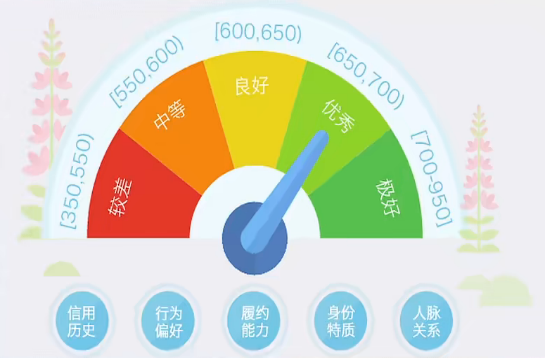 [350,550)
[550,600)
[600,650)
[650,700)
[700-950]
较差
中等
良好
优秀
极好
信用
历史
行为
偏好
履约
能力
身份
特质
人脉
关系